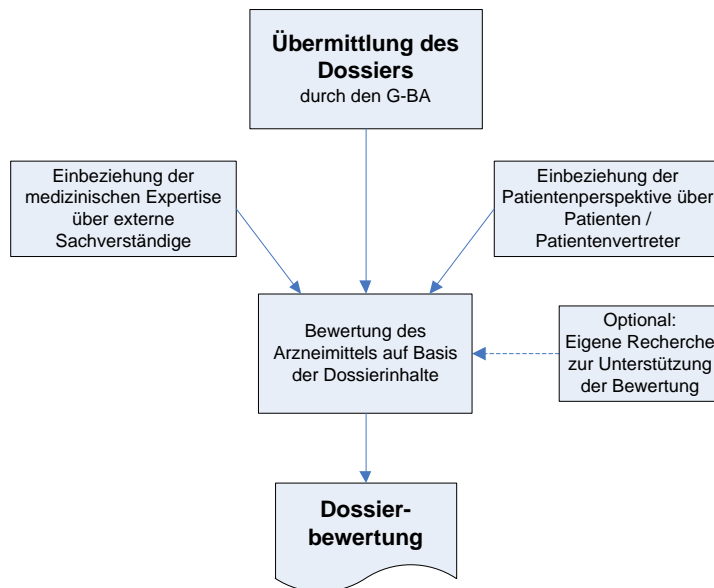 Übermittlung des
Dossiers
durch den G-BA
Einbeziehung der
medizinischen Expertise
über externe
Sachverständige
Einbeziehung der
Patientenperspektive über
Patienten /
Patientenvertreter
Bewertung des
Arzneimittels auf Basis
der Dossierinhalte
Optional:
Eigene Recherche
zur Unterstützung
der Bewertung
Dossier-
bewertung